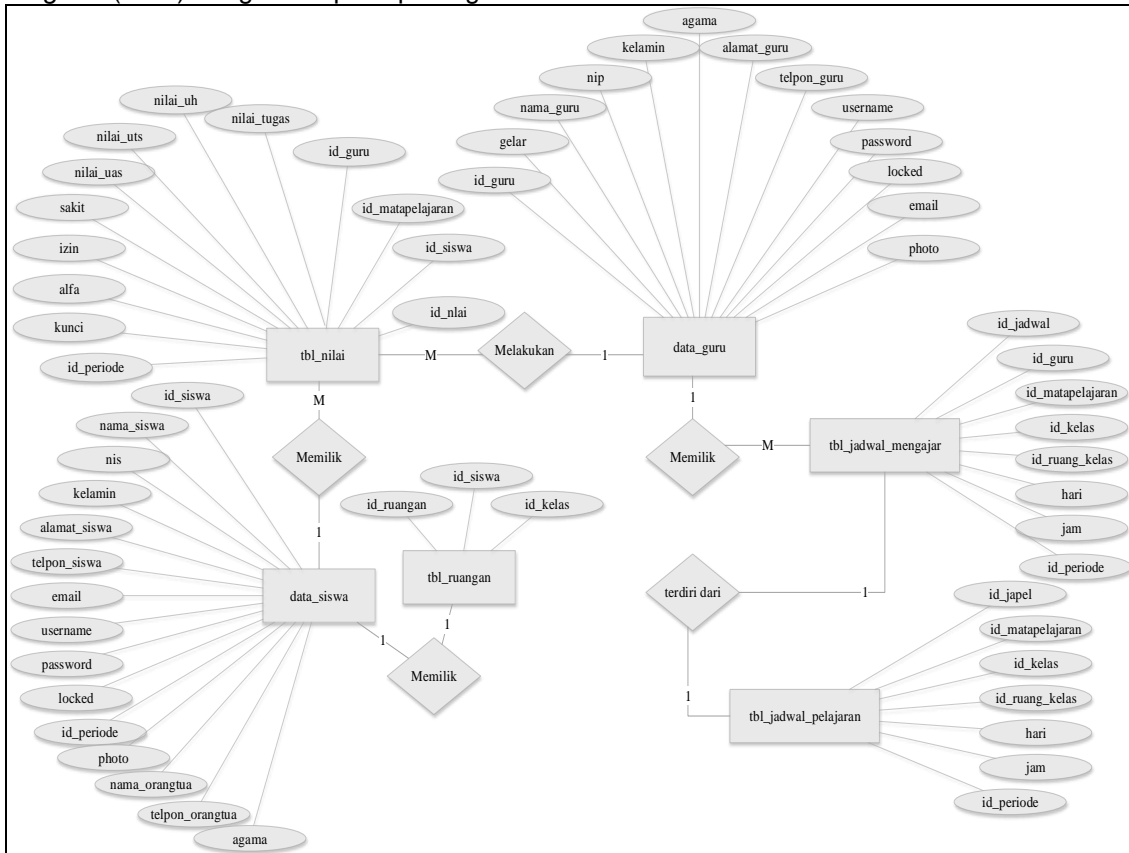 agama
kelamin
alamat_guru
nip
telpon_guru
nama_guru
username
gelar
password
id_guru
locked
email
photo
data_guru
nilai_uh
nilai_tugas
nilai_uts
id_guru
nilai_uas
sakit
id_matapelajaran
izin
id_siswa
alfa
id_nlai
kunci
id_periode
tbl_nilai
M
Melakukan
1
M
Memilik
1
1
Memilik
M
tbl_jadwal_mengajar
id_jadwal
id_guru
id_matapelajaran
id_kelas
id_ruang_kelas
hari
jam
id_periode
1
terdiri dari
1
tbl_jadwal_pelajaran
id_japel
id_matapelajaran
id_kelas
id_ruang_kelas
hari
jam
id_periode
id_siswa
nama_siswa
nis
kelamin
alamat_siswa
telpon_siswa
email
username
password
locked
id_periode
photo
nama_orangtua
telpon_orangtua
agama
data_siswa
1
Memilik
1
tbl_ruangan
id_ruangan
id_siswa
id_kelas